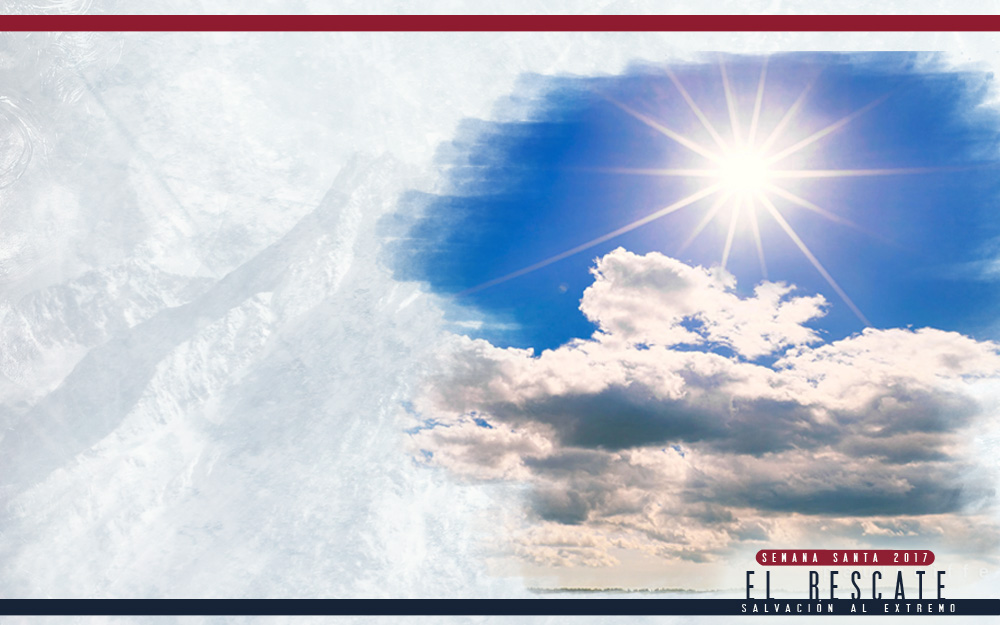 SEMANA SANTA 2017
EL RESCATE
SALVACIÓN AL EXTREMO